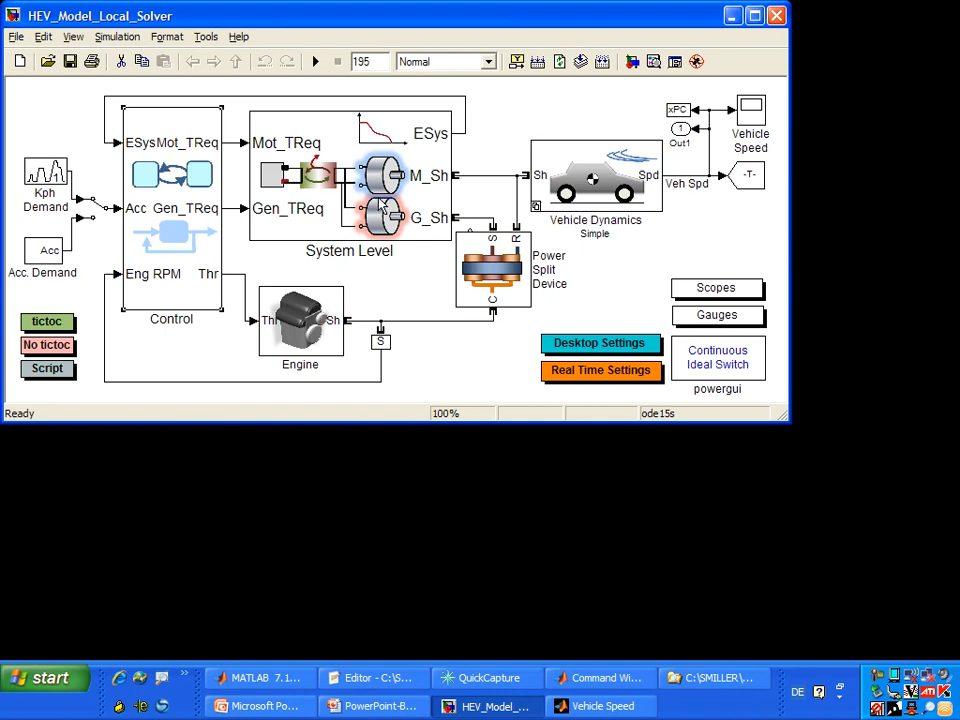 HEV_Model_Local_Solver
File Edit View Simulation Format Tools Help
195 Normal
ESys Mot_TReq
Acc Gen_TReq
Eng RPM Thr
Control
Kph
Demand
Acc
Acc. Demand
tictoc
No tictoc
Script
Mot_TReq
Gen_TReq
ESys
M_Sh
G_Sh
System Level
Thr Sh
Engine
S
S R
C
Power
Split
Device
Sh Spd
Vehicle Dynamics
Simple
Veh Spd
xPC
1
Out1
Vehicle
Speed
-T-
Scopes
Gauges
Desktop Settings
Real Time Settings
Continuous
Ideal Switch
powergui
Ready 100% ode15s
start
MATLAB 7.1...
Editor - C:\S...
QuickCapture
Command Wi...
C:\SMILLER\...
Microsoft Po...
PowerPoint-B...
HEV_Model_...
Vehicle Speed
DE